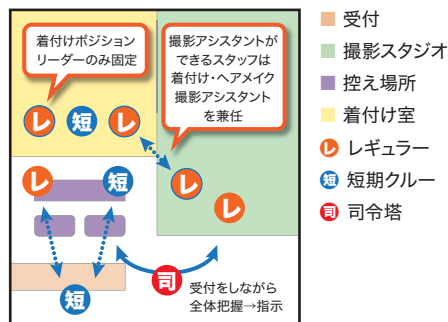 着付けポジション
リーダーのみ固定
撮影アシスタントが
できるスタッフは
着付け・ヘアメイク
撮影アシスタント
を兼任
レ 短 レ
レ 短
レ
レ
司
短
受付をしながら
全体把握→指示
受付
撮影スタジオ
控え場所
着付け室
レ レギュラー
短 短期クルー
司 司令塔